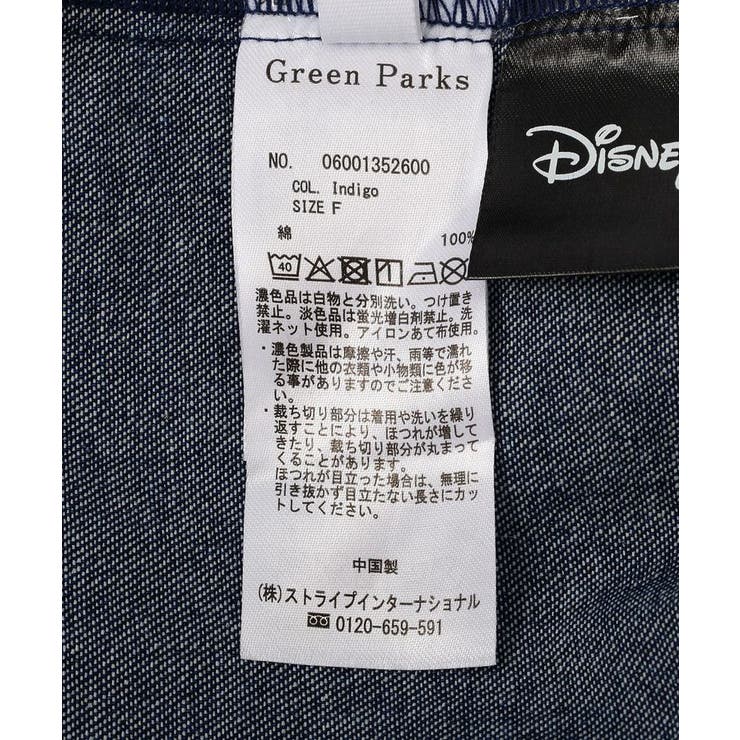 Green Parks
DISNE
NO. 06001352600
COL. Indigo
SIZE F
綿 100%
40
濃色品は白物と分別洗い。つけ置き
禁止。淡色品は蛍光増白剤禁止。洗
濯ネット使用。アイロンあて布使用。
・濃色製品は摩擦や汗、雨等で濡れ
た際に他の衣類や小物類に色が移
る事がありますのでご注意くださ
い。
・裁ち切り部分は着用や洗いを繰り
返すことにより、ほつれが増して
きたり、裁ち切り部分が丸まって
くることがあります。
ほつれが目立った場合は、無理に
引き抜かず目立たない長さにカッ
トしてください。
中国製
(株)ストライプインターナショナル
0120-659-591